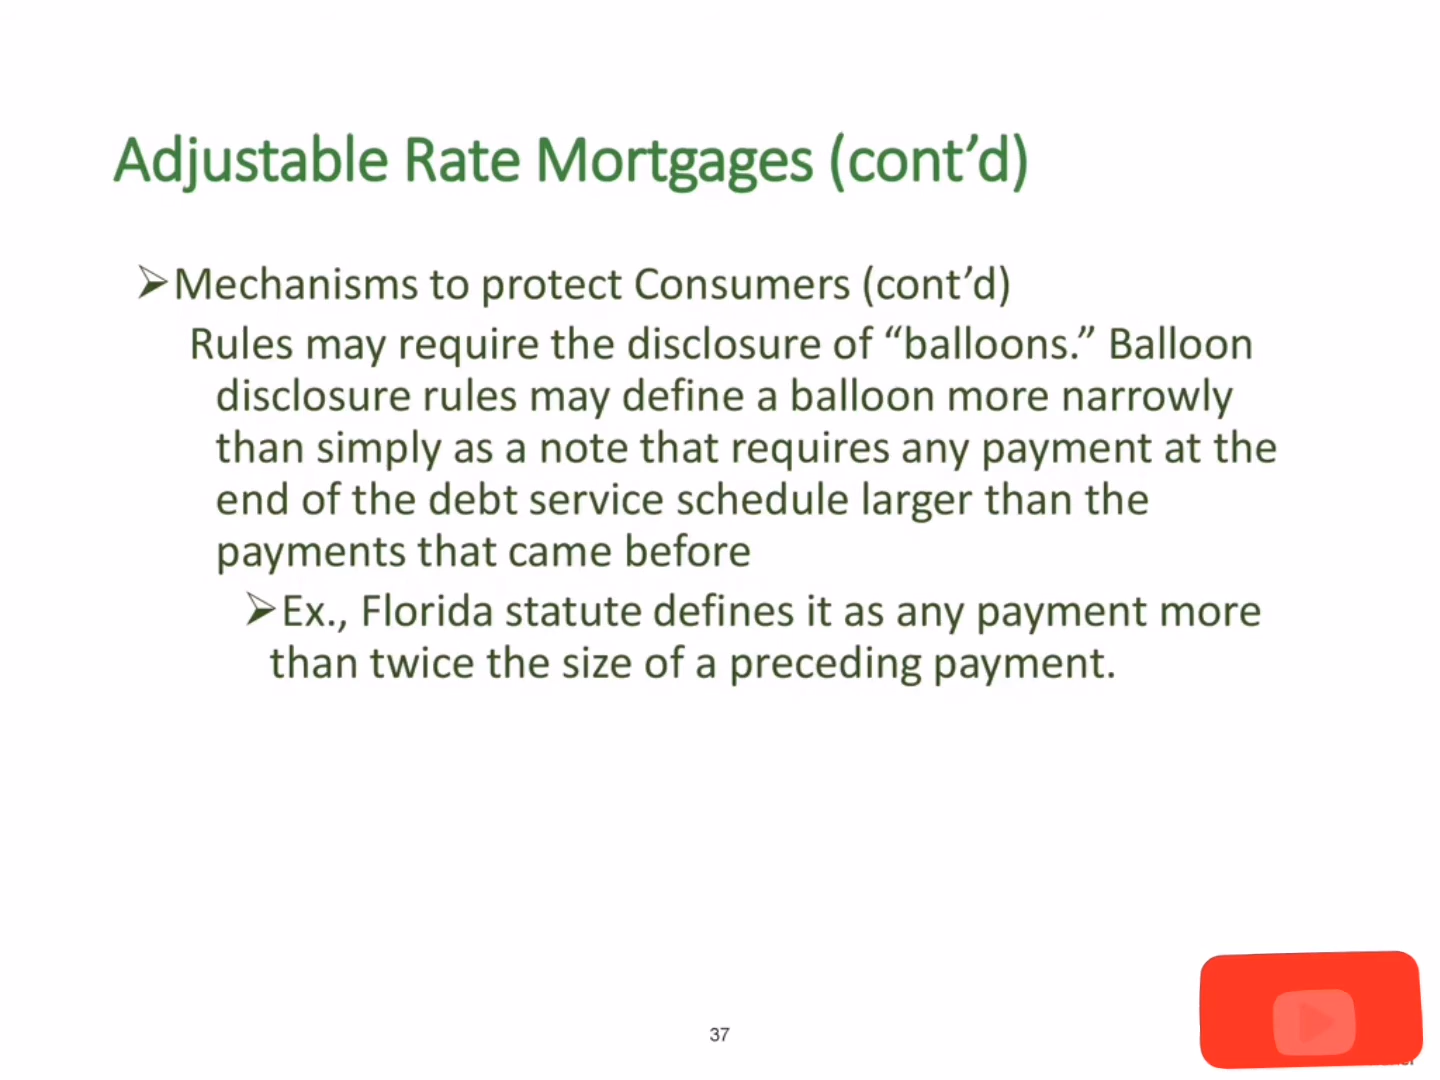 Adjustable Rate Mortgages (cont’d)
Mechanisms to protect Consumers (cont’d)
Rules may require the disclosure of “balloons.” Balloon
disclosure rules may define a balloon more narrowly
than simply as a note that requires any payment at the
end of the debt service schedule larger than the
payments that came before
Ex., Florida statute defines it as any payment more
than twice the size of a preceding payment.
37